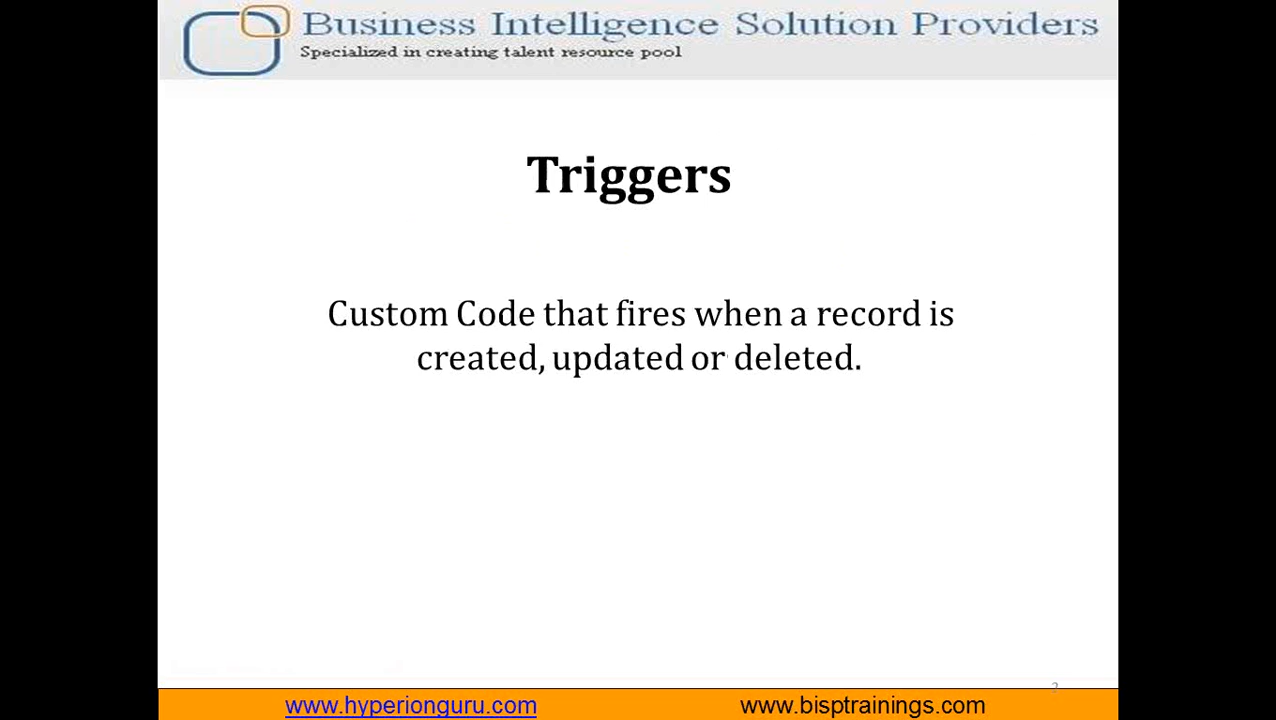 Business Intelligence Solution Providers
Specialized in creating talent resource pool
Triggers
Custom Code that fires when a record is
created, updated or deleted.
2
www.hyperionguru.com www.bisptrainings.com